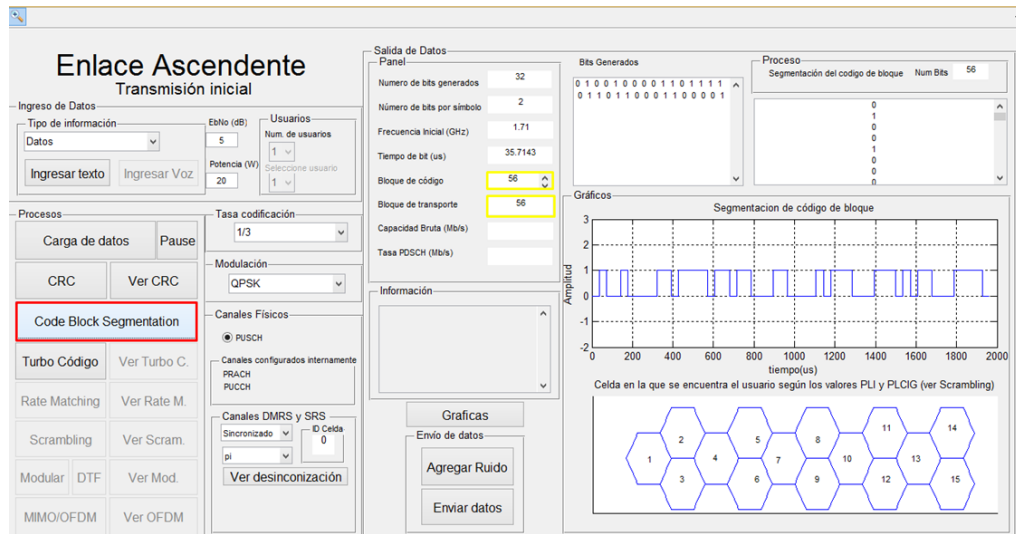 Enlace Ascendente
Transmisión inicial
Ingreso de Datos
Tipo de información
Datos
Ingresar texto
Ingresar Voz
EbNo (dB)
5
Potencia (W)
20
Usuarios
Num. de usuarios
1
Seleccione usuario
1
Procesos
Carga de datos
Pause
CRC
Ver CRC
Code Block Segmentation
Turbo Código
Ver Turbo C.
Rate Matching
Ver Rate M.
Scrambling
Ver Scram.
Modular
DTF
Ver Mod.
MIMO/OFDM
Ver OFDM
Tasa codificación
1/3
Modulación
QPSK
Canales Físicos
PUSCH
Canales configurados internamente
PRACH
PUCCH
Canales DMRS y SRS
Sincronizado
ID Celda
0
pi
Ver desinconización
Salida de Datos
Panel
Numero de bits generados
32
Número de bits por símbolo
2
Frecuencia Inicial (GHz)
1.71
Tiempo de bit (us)
35.7143
Bloque de código
56
Bloque de transporte
56
Capacidad Bruta (Mb/s)
Tasa PDSCH (Mb/s)
Información
Graficas
Envío de datos
Agregar Ruido
Enviar datos
Bits Generados
0 1 0 0 1 0 0 0 0 1 1 0 1 1 1 1
0 1 1 0 1 1 0 0 0 1 1 0 0 0 0 1
Proceso
Segmentación del codigo de bloque
Num Bits
56
0
1
0
0
1
0
0
0
Gráficos
Segmentacion de código de bloque
Amplitud
3
2
1
0
-1
-2
0 200 400 600 800 1000 1200 1400 1600 1800 2000
tiempo(us)
Celda en la que se encuentra el usuario según los valores PLI y PLCIG (ver Scrambling)
2 5 8 11 14
1 4 7 10 13
3 6 9 12 15